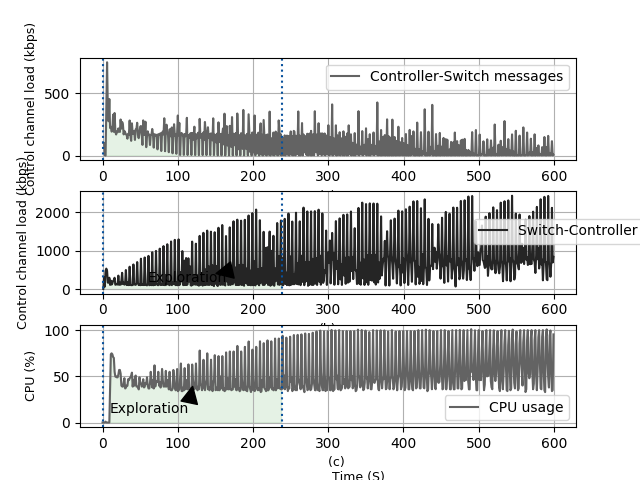 Control channel load (kbps)
500
0
Controller-Switch messages
0 100 200 300 400 500 600
Control channel load (kbps)
2000
1000
0
Switch-Controller
Exploration
0 100 200 300 400 500 600
CPU (%)
100
50
0
Exploration
CPU usage
0 100 200 300 400 500 600
(c)
Time (S)